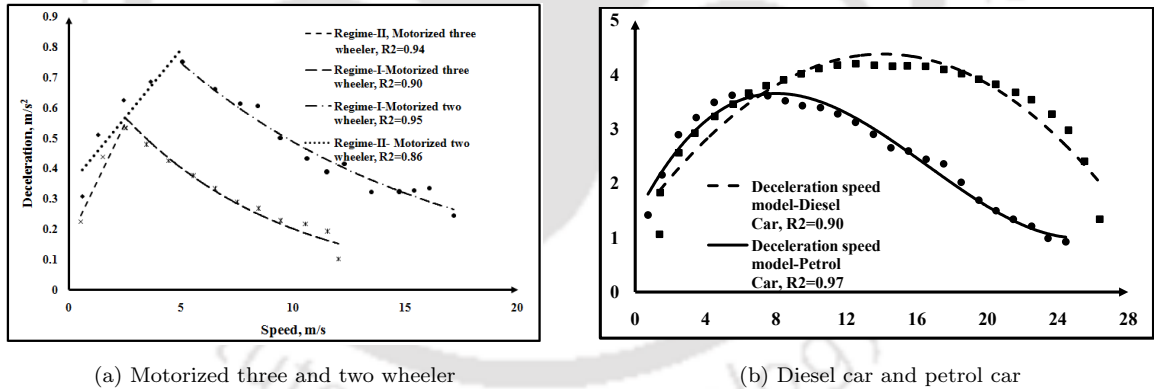 0.9
0.8
0.7
0.6
0.5
0.4
0.3
0.2
0.1
0
0
5
10
15
20
Deceleration, m/s²
Speed, m/s
Regime-II, Motorized three
wheeler, R2=0.94
Regime-I-Motorized three
wheeler, R2=0.90
Regime-I-Motorized two
wheeler, R2=0.95
Regime-II- Motorized two
wheeler, R2=0.86
(a) Motorized three and two wheeler
5
4
3
2
1
0
0
4
8
12
16
20
24
28
Deceleration speed
model-Diesel
Car, R2=0.90
Deceleration speed
model-Petrol
Car, R2=0.97
(b) Diesel car and petrol car